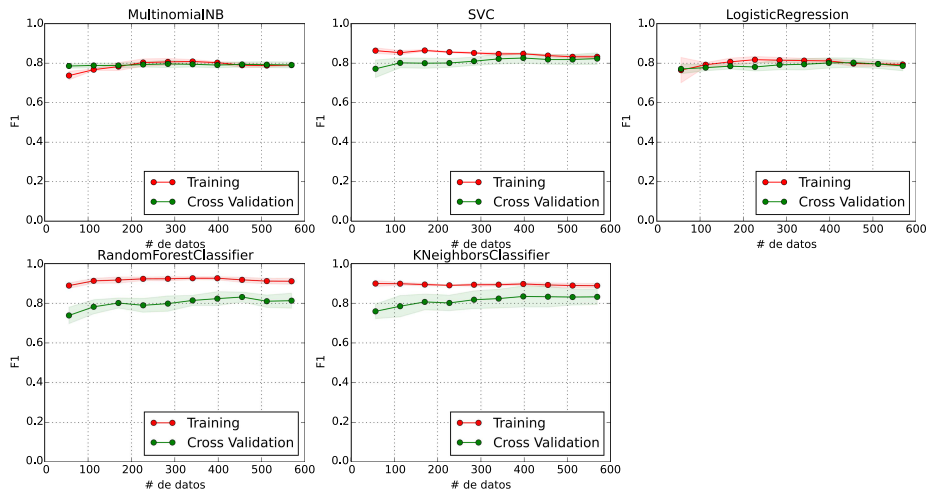 MultinomialNB
1.0
0.8
0.6
0.4
0.2
0.0
F1
0 100 200 300 400 500 600
# de datos
Training
Cross Validation
SVC
1.0
0.8
0.6
0.4
0.2
0.0
F1
0 100 200 300 400 500 600
# de datos
Training
Cross Validation
LogisticRegression
1.0
0.8
0.6
0.4
0.2
0.0
F1
0 100 200 300 400 500 600
# de datos
Training
Cross Validation
RandomForestClassifier
1.0
0.8
0.6
0.4
0.2
0.0
F1
0 100 200 300 400 500 600
# de datos
Training
Cross Validation
KNeighborsClassifier
1.0
0.8
0.6
0.4
0.2
0.0
F1
0 100 200 300 400 500 600
# de datos
Training
Cross Validation